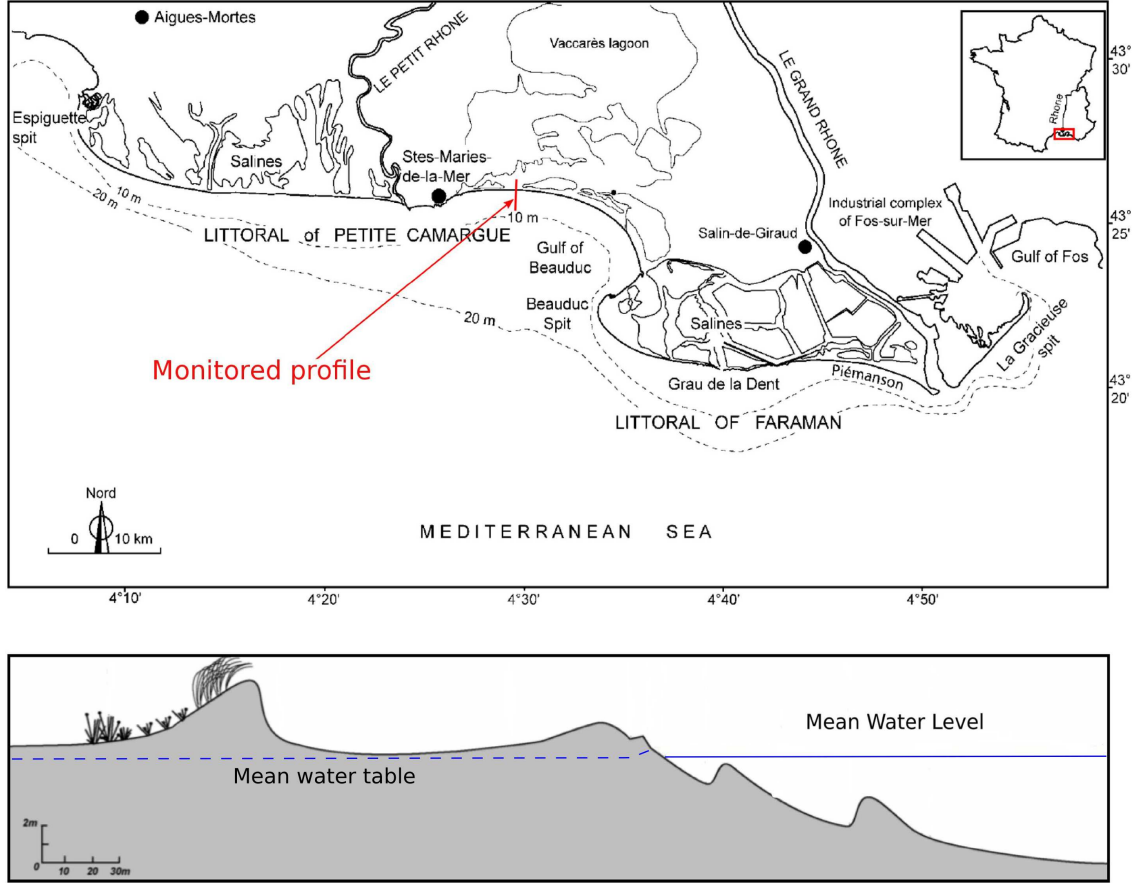 Aigues-Mortes
LE PETIT RHONE
Vaccarès lagoon
LE GRAND RHONE
Rhone
43°
30'
Espiguette
spit
Salines
Stes-Maries-
de-la-Mer
10 m
20 m
10 m
LITTORAL of PETITE CAMARGUE
Gulf of
Beauduc
Salin-de-Giraud
Industrial complex
of Fos-sur-Mer
43°
25'
Gulf of Fos
Beauduc
Spit
20 m
Salines
La Gracieuse
spit
Monitored profile
Grau de la Dent
Piémanson
43°
20'
LITTORAL OF FARAMAN
Nord
0 10 km
MEDITERRANEAN SEA
4°10'
4°20'
4°30'
4°40'
4°50'
Mean Water Level
Mean water table
2m
0
10 20 30m